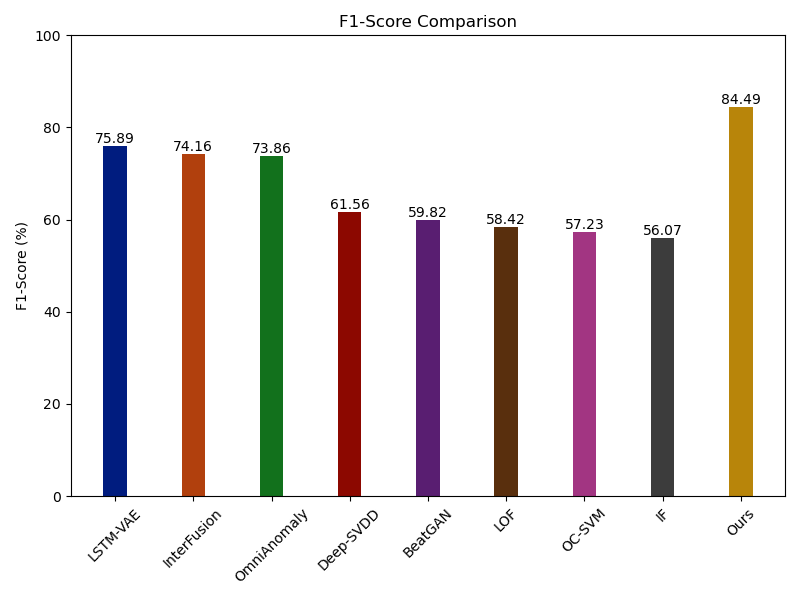 F1-Score Comparison
100
80
60
40
20
0
F1-Score (%)
75.89
74.16
73.86
61.56
59.82
58.42
57.23
56.07
84.49
LSTM-VAE
InterFusion
OmniAnomaly
Deep-SVDD
BeatGAN
LOF
OC-SVM
IF
Ours